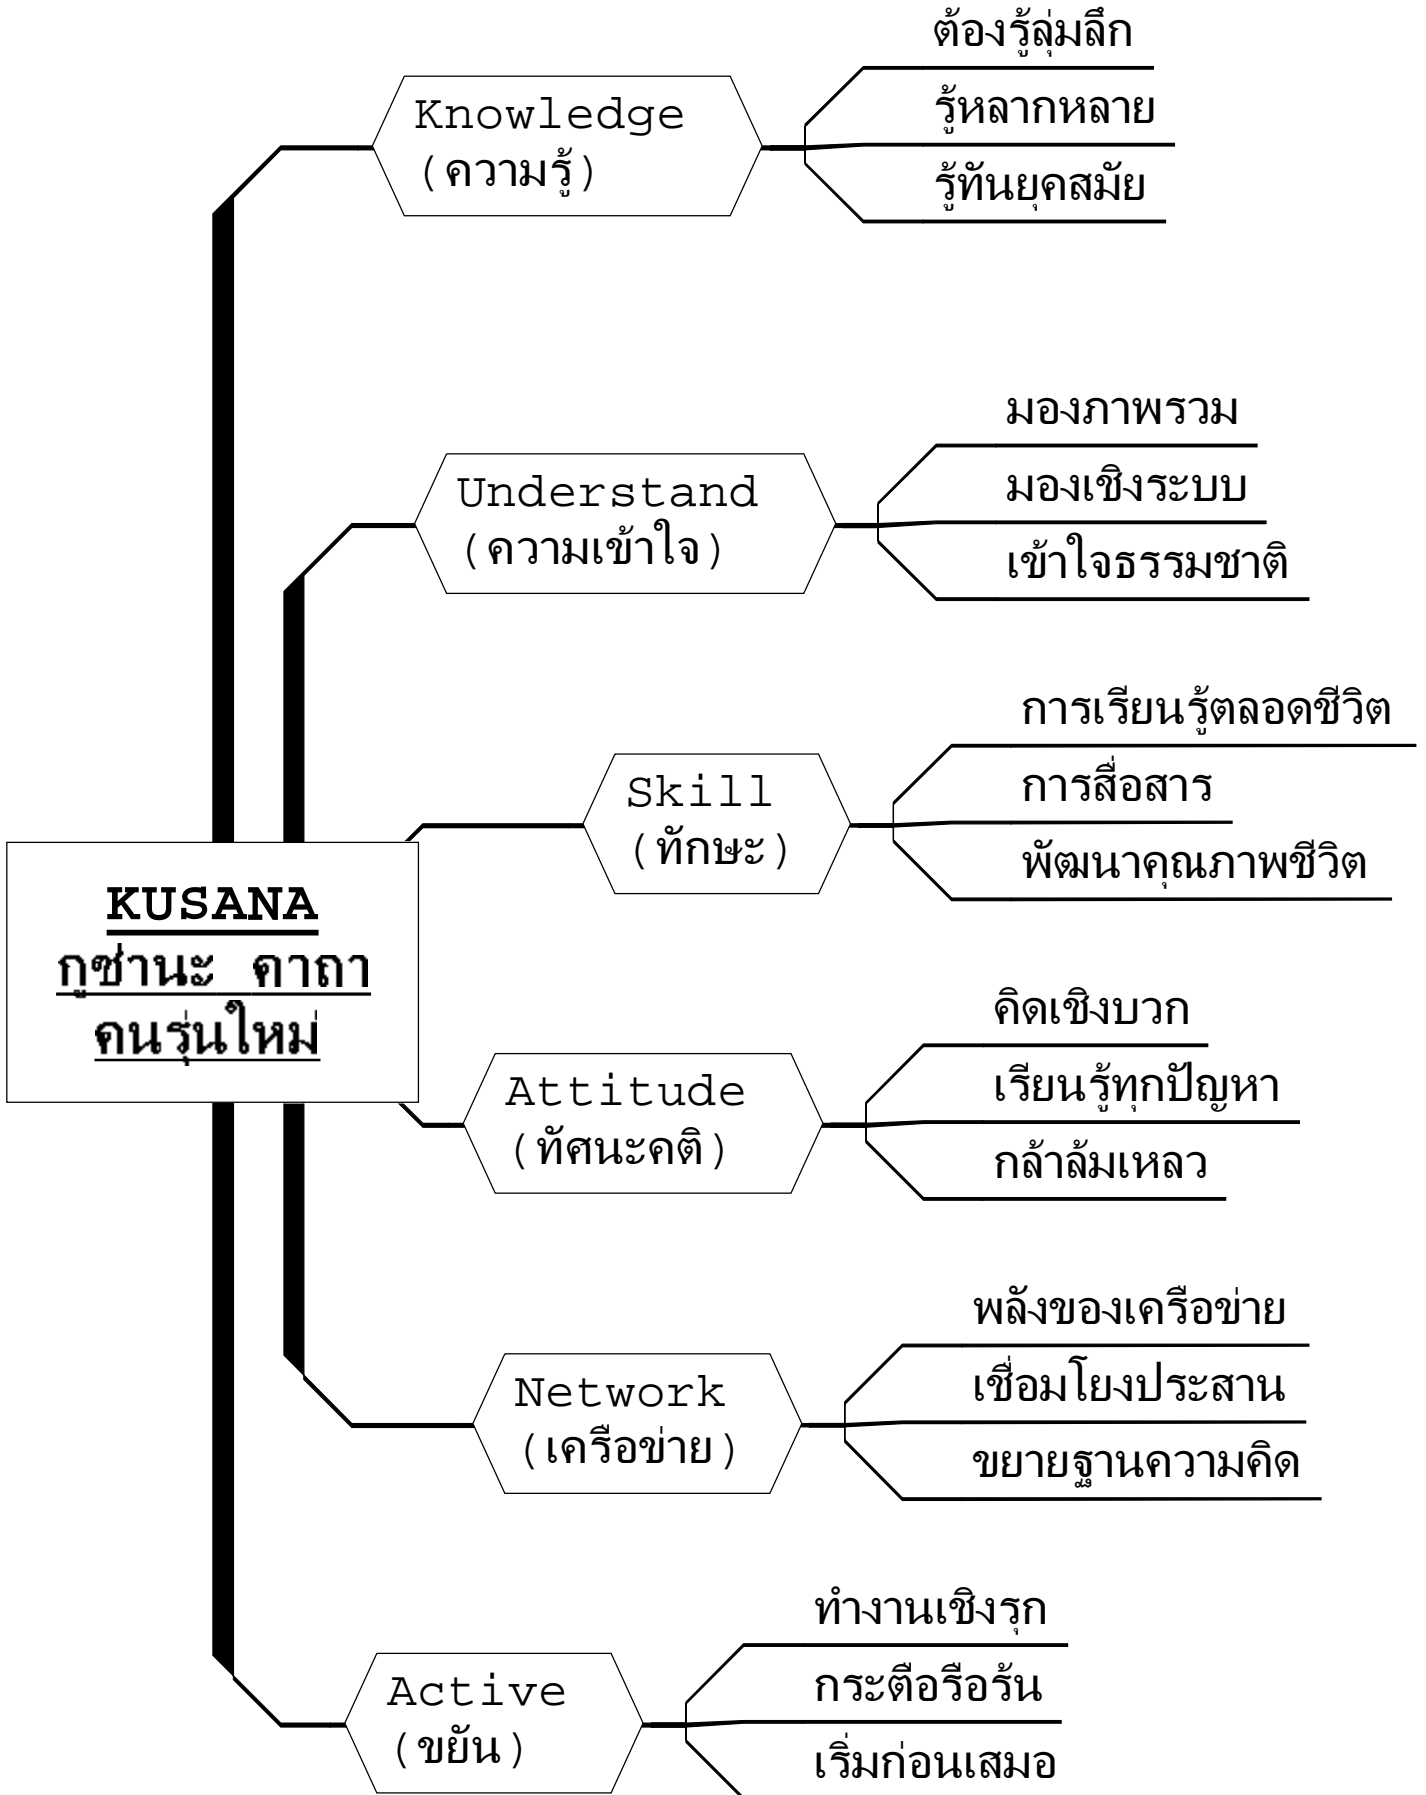 KUSANA
กูซ่านะ คาถา
คนรุ่นใหม่
Knowledge
(ความรู้)
ต้องรู้ลุ่มลึก
รู้หลากหลาย
รู้ทันยุคสมัย
Understand
(ความเข้าใจ)
มองภาพรวม
มองเชิงระบบ
เข้าใจธรรมชาติ
Skill
(ทักษะ)
การเรียนรู้ตลอดชีวิต
การสื่อสาร
พัฒนาคุณภาพชีวิต
Attitude
(ทัศนะคติ)
คิดเชิงบวก
เรียนรู้ทุกปัญหา
กล้าล้มเหลว
Network
(เครือข่าย)
พลังของเครือข่าย
เชื่อมโยงประสาน
ขยายฐานความคิด
Active
(ขยัน)
ทำงานเชิงรุก
กระตือรือร้น
เริ่มก่อนเสมอ